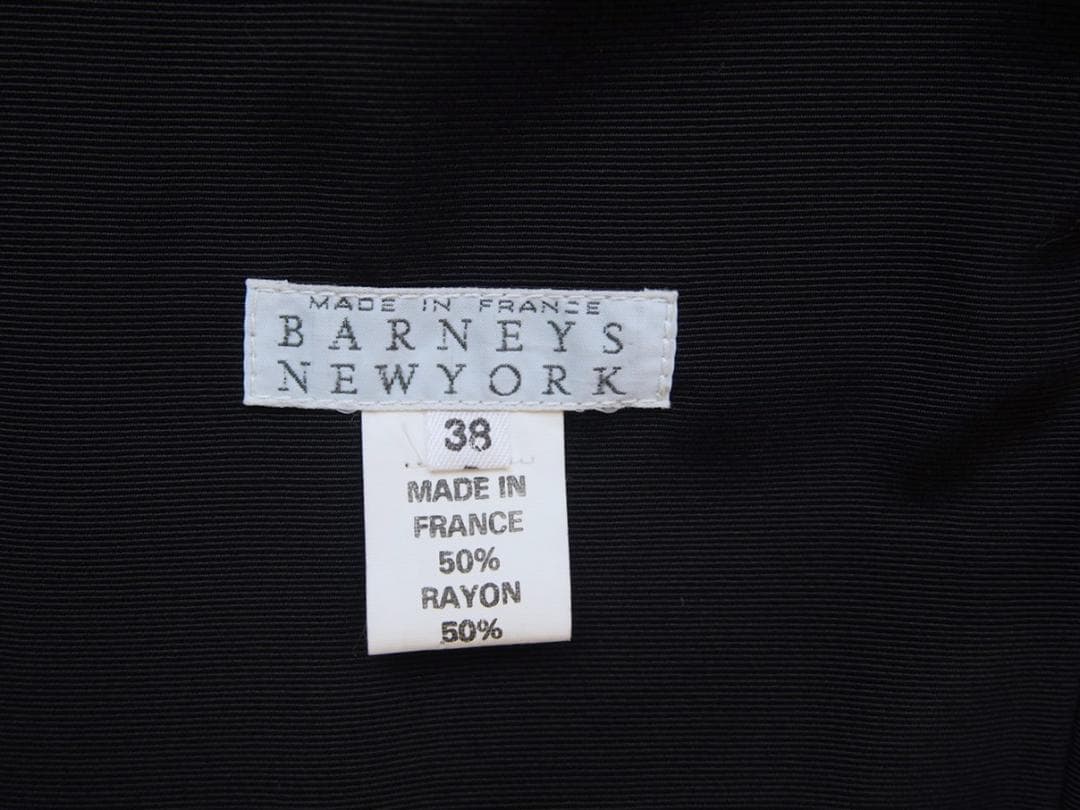 MADE IN FRANCE
BARNEYS
NEWYORK
38
MADE IN
FRANCE
50%
RAYON
50%